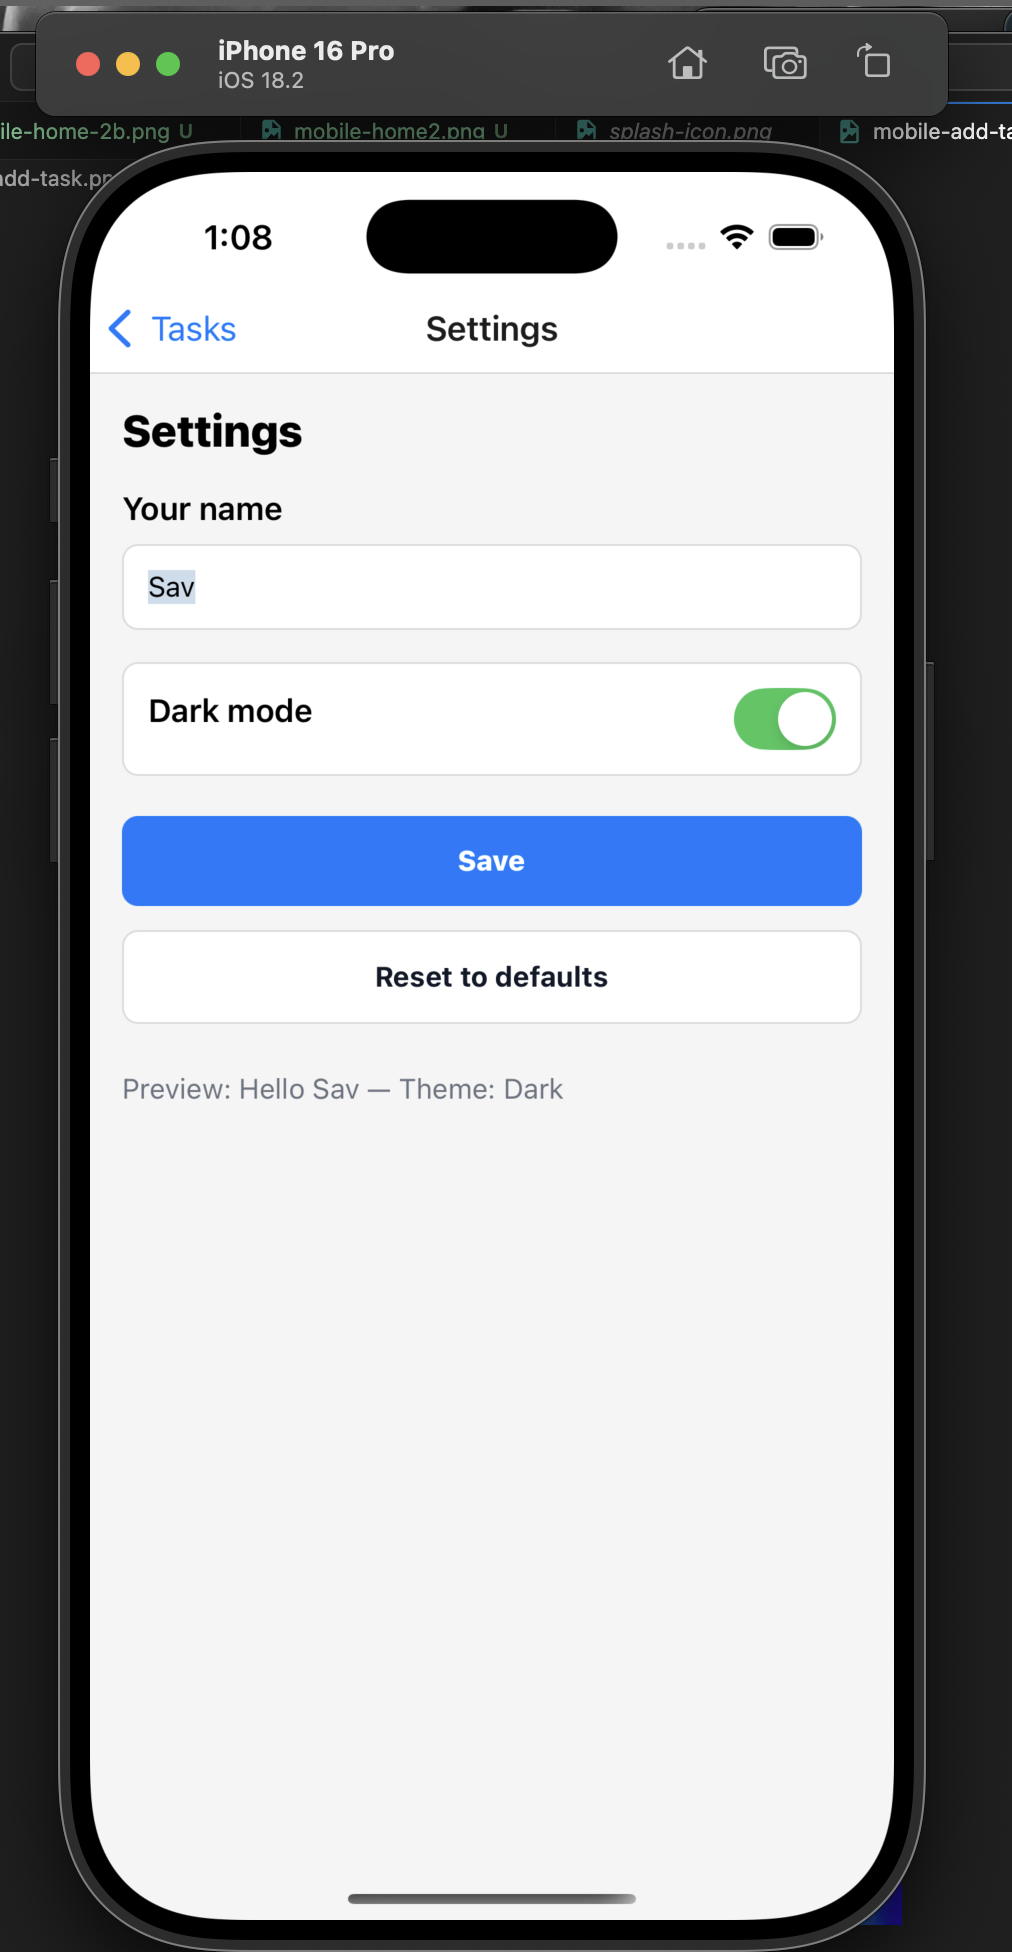 iPhone 16 Pro
iOS 18.2
ile-home-2b.png U
mobile-home2.png U
splash-icon.png
mobile-add-ta
dd-task.pr
1:08
Tasks
Settings
Settings
Your name
Sav
Dark mode
Save
Reset to defaults
Preview: Hello Sav — Theme: Dark